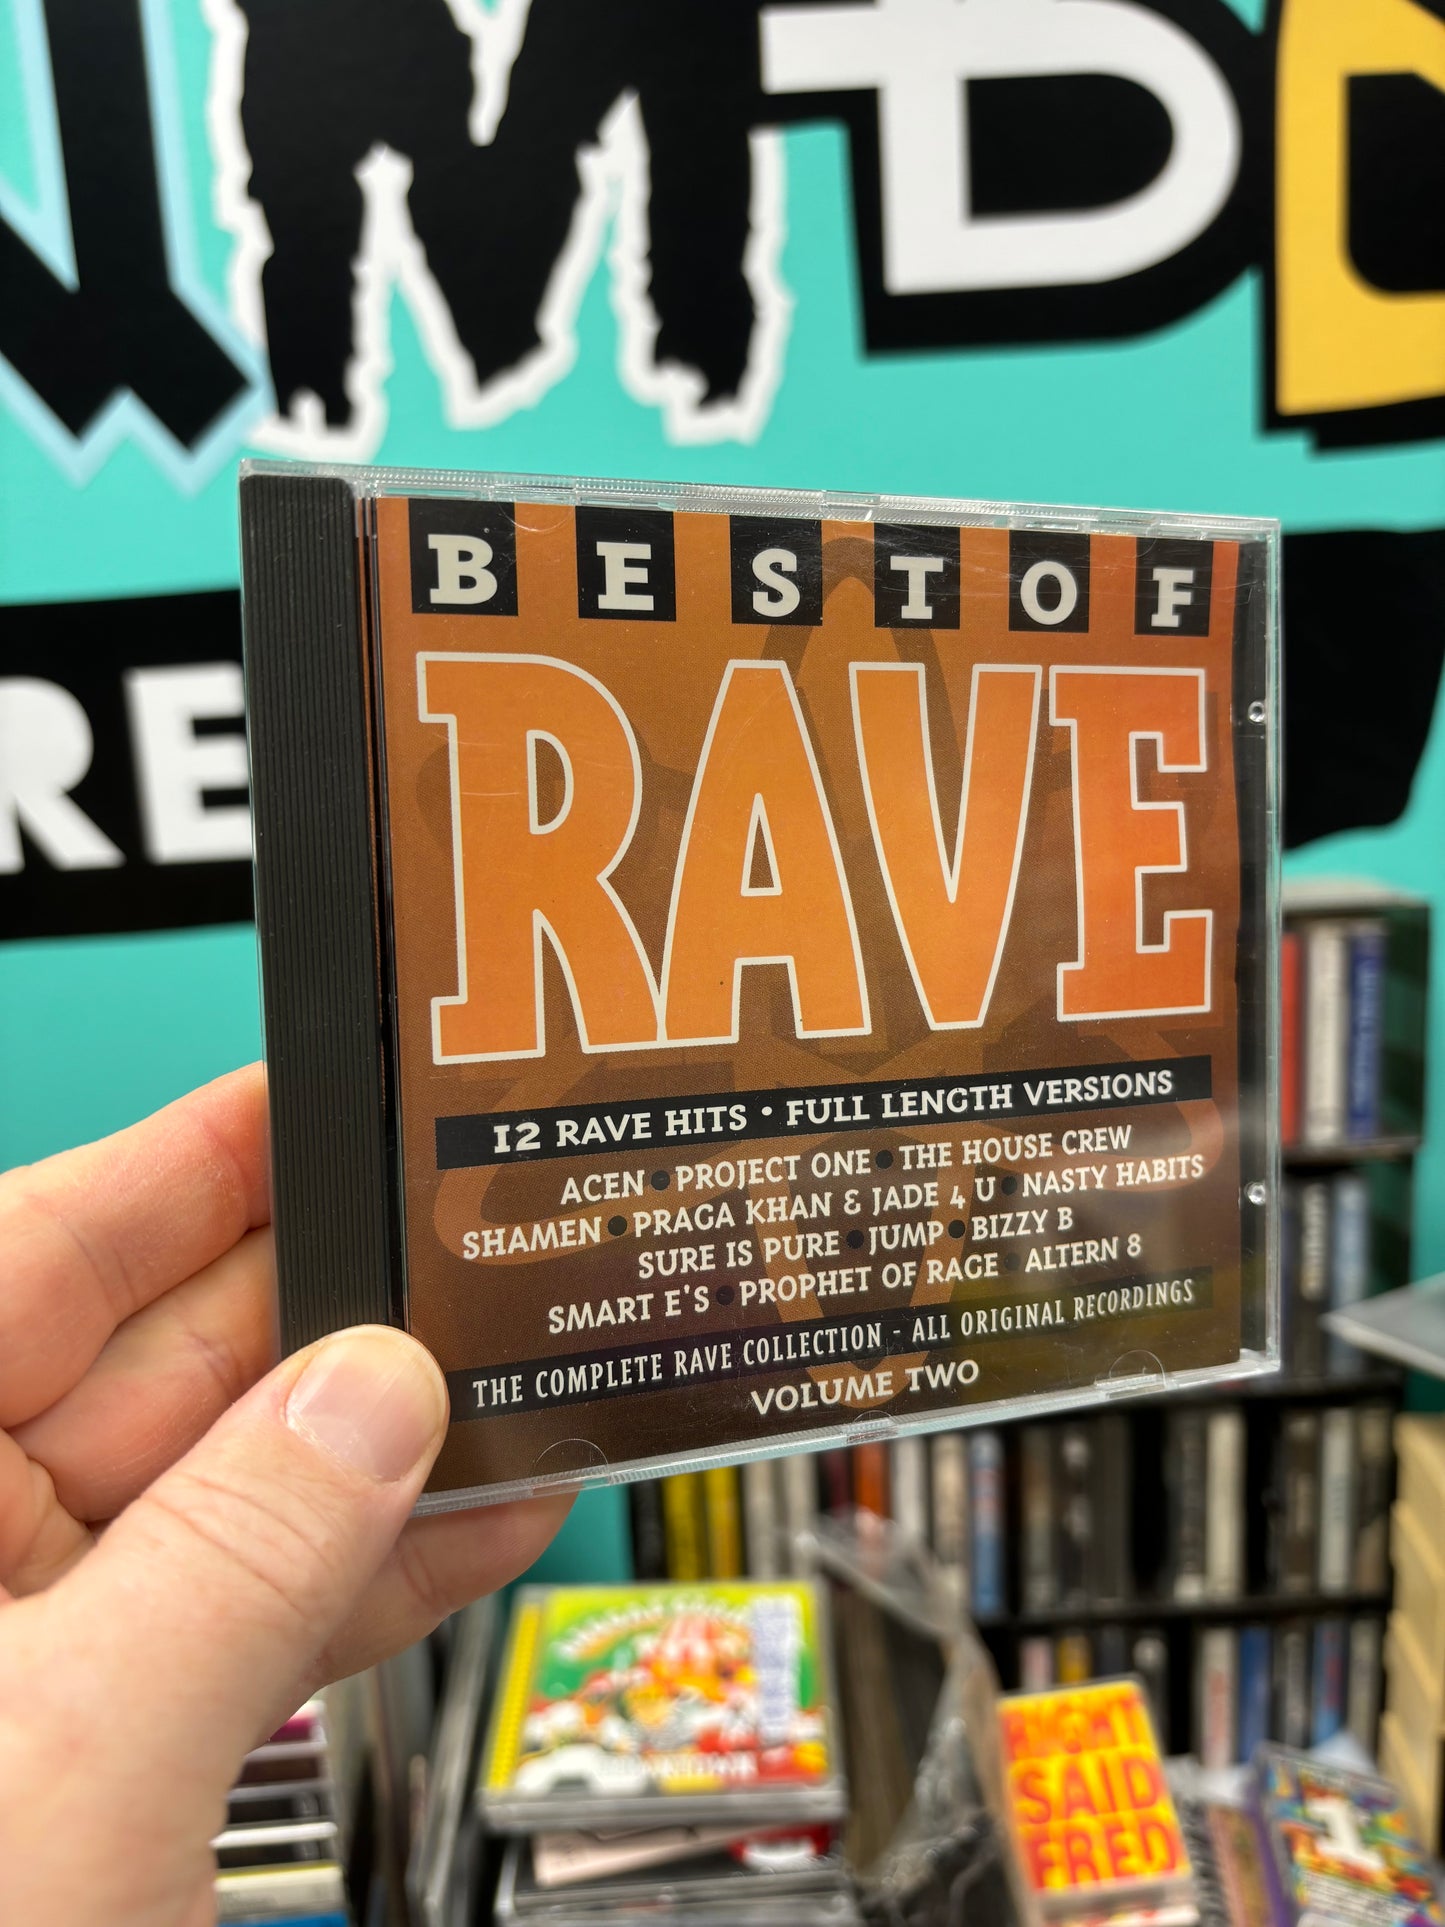 BEST OF
RAVE
12 RAVE HITS • FULL LENGTH VERSIONS
ACEN • PROJECT ONE • THE HOUSE CREW
SHAMEN • PRAGA KHAN & JADE 4 U • NASTY HABITS
SURE IS PURE • JUMP • BIZZY B
SMART E'S • PROPHET OF RAGE • ALTERN 8
THE COMPLETE RAVE COLLECTION - ALL ORIGINAL RECORDINGS
VOLUME TWO
RE
RIGHT
SAID
FRED